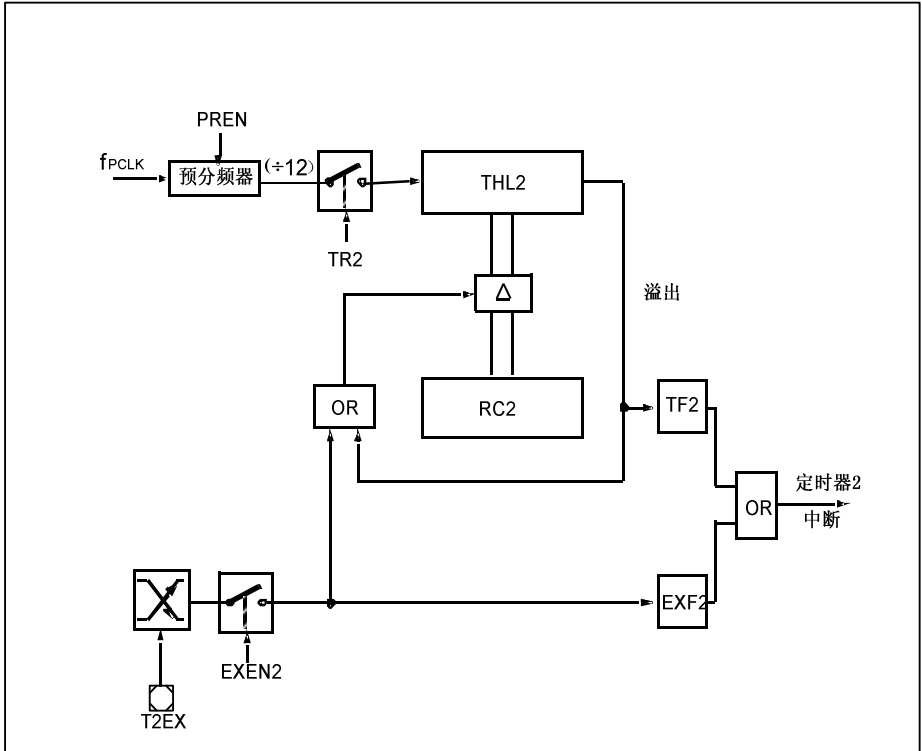 PREN
fPCLK
预分频器
(÷12)
THL2
TR2
Δ
溢出
OR
RC2
TF2
定时器2
OR
中断
EXF2
EXEN2
T2EX